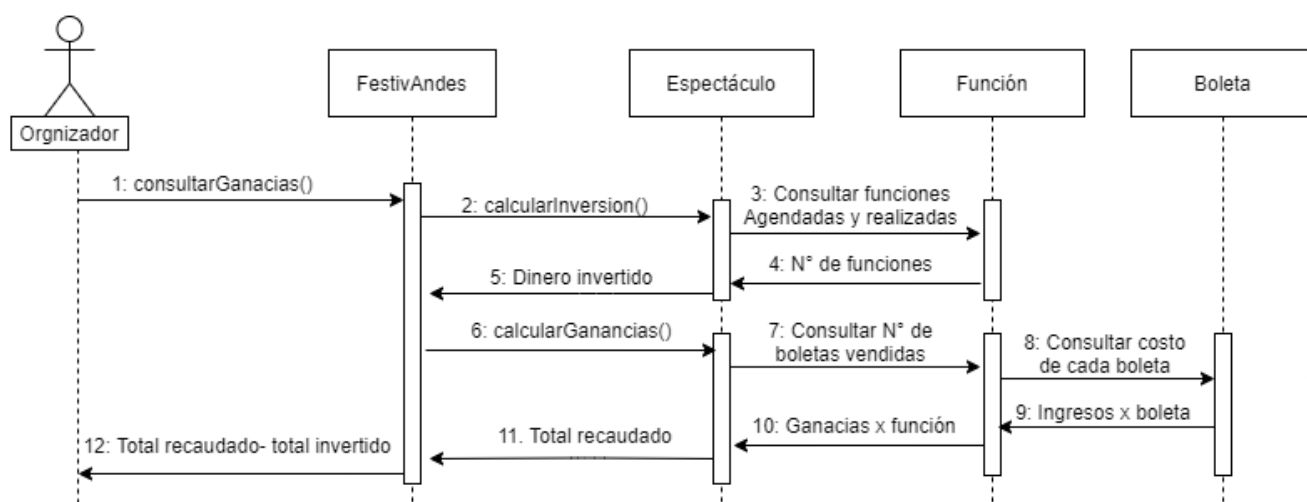 FestivAndes
Espectáculo
Función
Boleta
Orgnizador
1: consultarGanacias()
2: calcularInversion()
3: Consultar funciones
Agendadas y realizadas
4: N° de funciones
5: Dinero invertido
6: calcularGanancias()
7: Consultar N° de
boletas vendidas
8: Consultar costo
de cada boleta
9: Ingresos x boleta
10: Ganacias x función
11. Total recaudado
12: Total recaudado- total invertido